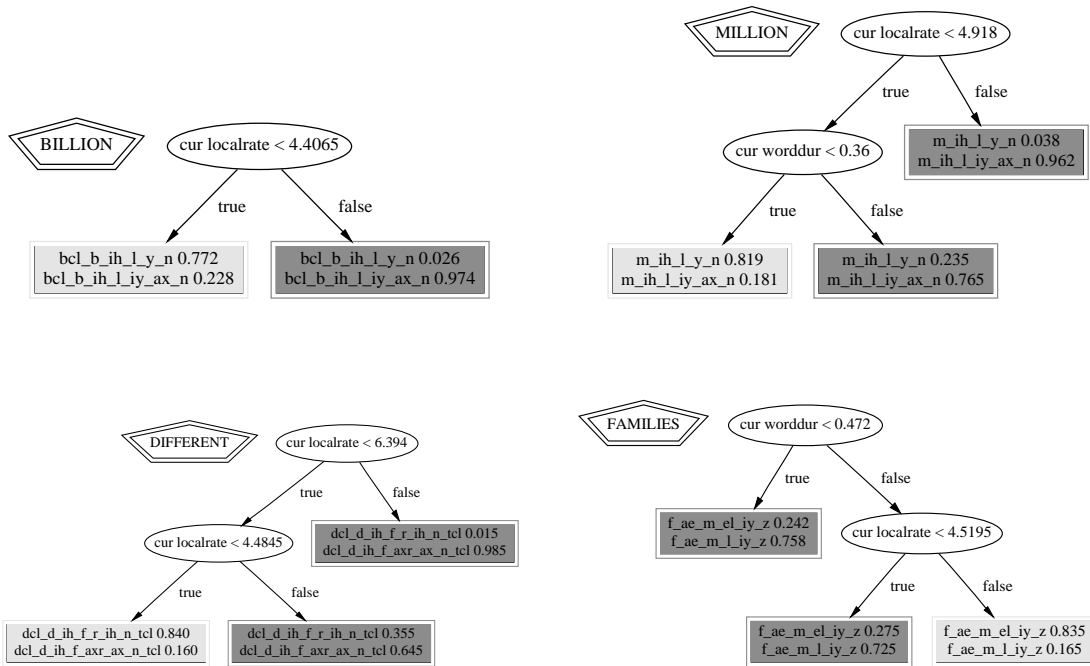 BILLION
cur localrate < 4.4065
true
false
bcl_b_ih_l_y_n 0.772
bcl_b_ih_l_iy_ax_n 0.228
bcl_b_ih_l_y_n 0.026
bcl_b_ih_l_iy_ax_n 0.974
MILLION
cur localrate < 4.918
true
false
cur worddur < 0.36
m_ih_l_y_n 0.038
m_ih_l_iy_ax_n 0.962
true
false
m_ih_l_y_n 0.819
m_ih_l_iy_ax_n 0.181
m_ih_l_y_n 0.235
m_ih_l_iy_ax_n 0.765
DIFFERENT
cur localrate < 6.394
true
false
cur localrate < 4.4845
dcl_d_ih_f_r_ih_n_tcl 0.015
dcl_d_ih_f_axr_ax_n_tcl 0.985
true
false
dcl_d_ih_f_r_ih_n_tcl 0.840
dcl_d_ih_f_axr_ax_n_tcl 0.160
dcl_d_ih_f_r_ih_n_tcl 0.355
dcl_d_ih_f_axr_ax_n_tcl 0.645
FAMILIES
cur worddur < 0.472
true
false
f_ae_m_el_iy_z 0.242
f_ae_m_l_iy_z 0.758
cur localrate < 4.5195
true
false
f_ae_m_el_iy_z 0.275
f_ae_m_l_iy_z 0.725
f_ae_m_el_iy_z 0.835
f_ae_m_l_iy_z 0.165